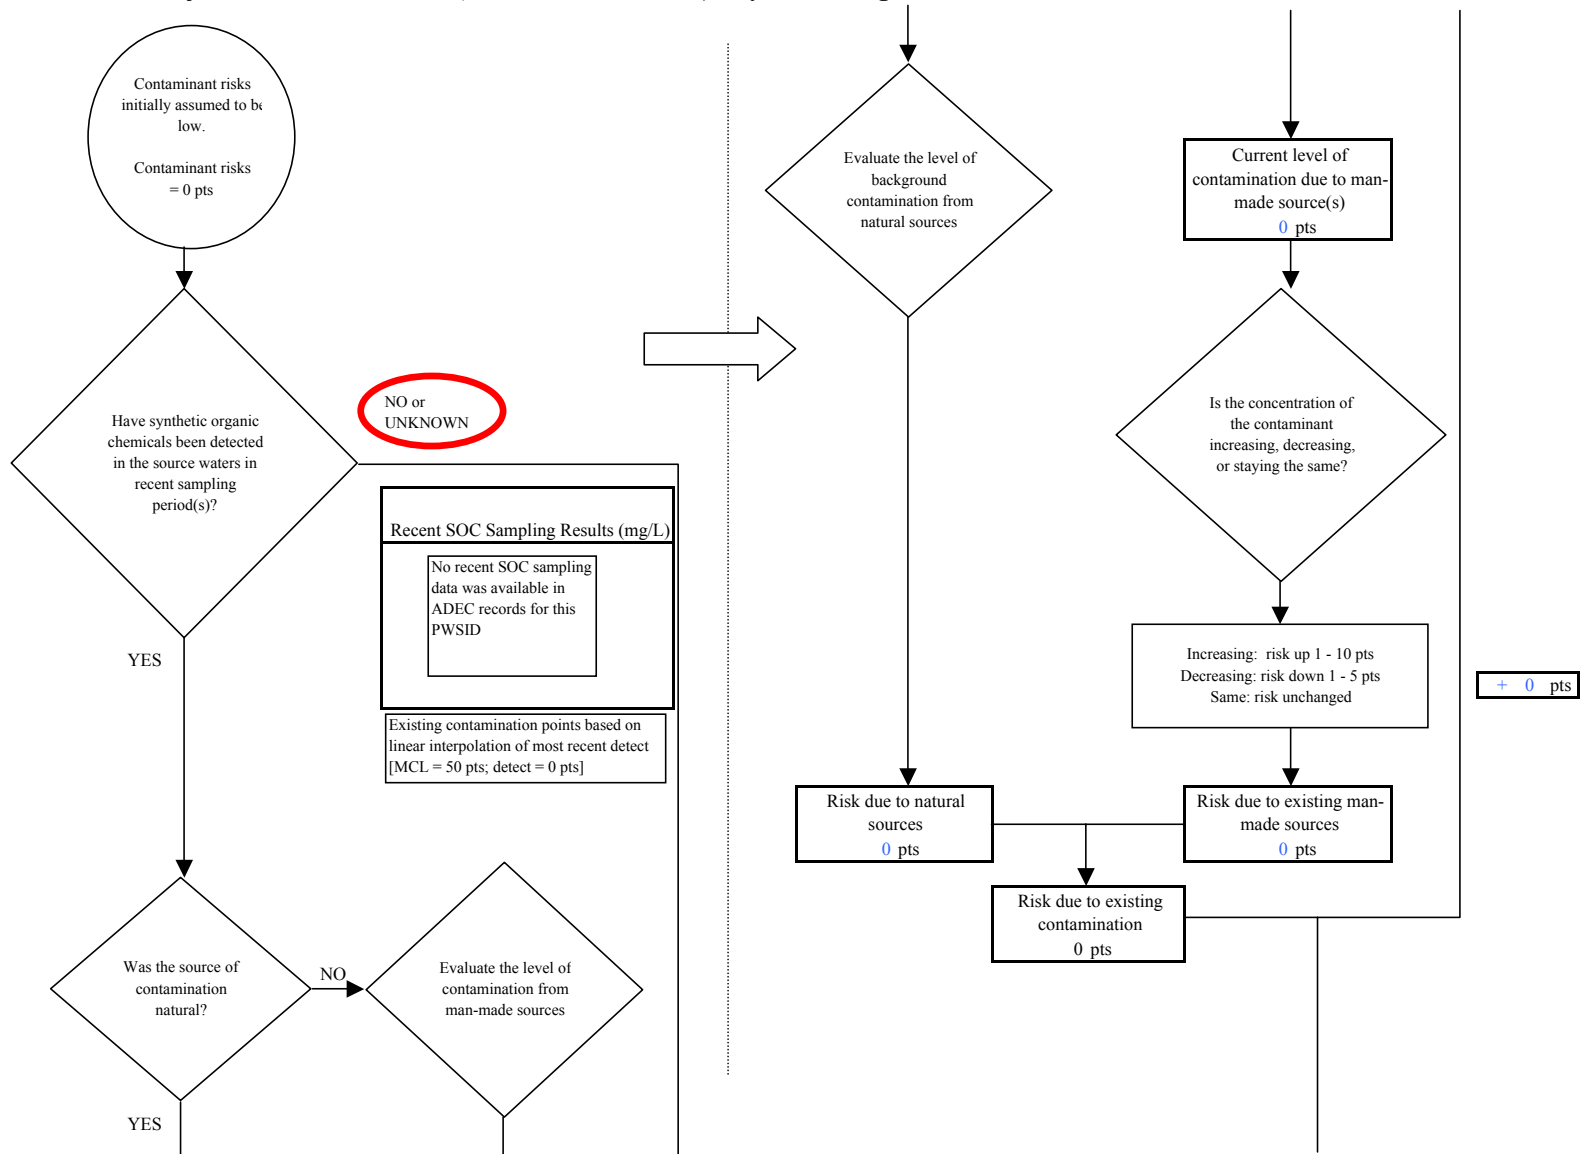 Contaminant risks
initially assumed to be
low.
Contaminant risks
= 0 pts
Have synthetic organic
chemicals been detected
in the source waters in
recent sampling
period(s)?
NO or
UNKNOWN
YES
Recent SOC Sampling Results (mg/L)
No recent SOC sampling
data was available in
ADEC records for this
PWSID
Existing contamination points based on
linear interpolation of most recent detect
[MCL = 50 pts; detect = 0 pts]
Was the source of
contamination
natural?
NO
Evaluate the level of
contamination from
man-made sources
YES
Evaluate the level of
background
contamination from
natural sources
Current level of
contamination due to man-
made source(s)
0 pts
Is the concentration of
the contaminant
increasing, decreasing,
or staying the same?
Increasing: risk up 1 - 10 pts
Decreasing: risk down 1 - 5 pts
Same: risk unchanged
+ 0 pts
Risk due to natural
sources
0 pts
Risk due to existing man-
made sources
0 pts
Risk due to existing
contamination
0 pts